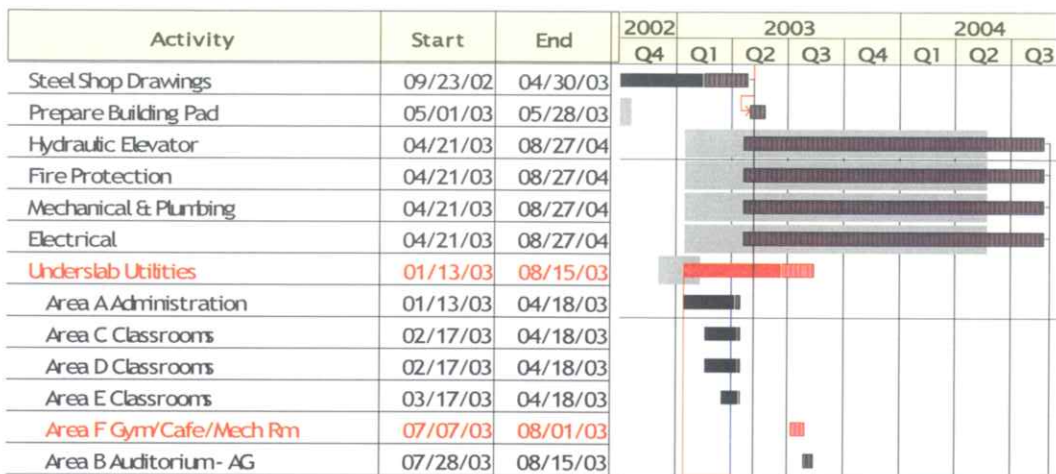 Activity Start End 2002 2003 2004
Q4 Q1 Q2 Q3 Q4 Q1 Q2 Q3
Steel Shop Drawings 09/23/02 04/30/03
Prepare Building Pad 05/01/03 05/28/03
Hydraulic Elevator 04/21/03 08/27/04
Fire Protection 04/21/03 08/27/04
Mechanical & Plumbing 04/21/03 08/27/04
Electrical 04/21/03 08/27/04
Underslab Utilities 01/13/03 08/15/03
Area A Administration 01/13/03 04/18/03
Area C Classrooms 02/17/03 04/18/03
Area D Classrooms 02/17/03 04/18/03
Area E Classrooms 03/17/03 04/18/03
Area F Gym/Cafe/Mech Rm 07/07/03 08/01/03
Area B Auditorium - AG 07/28/03 08/15/03